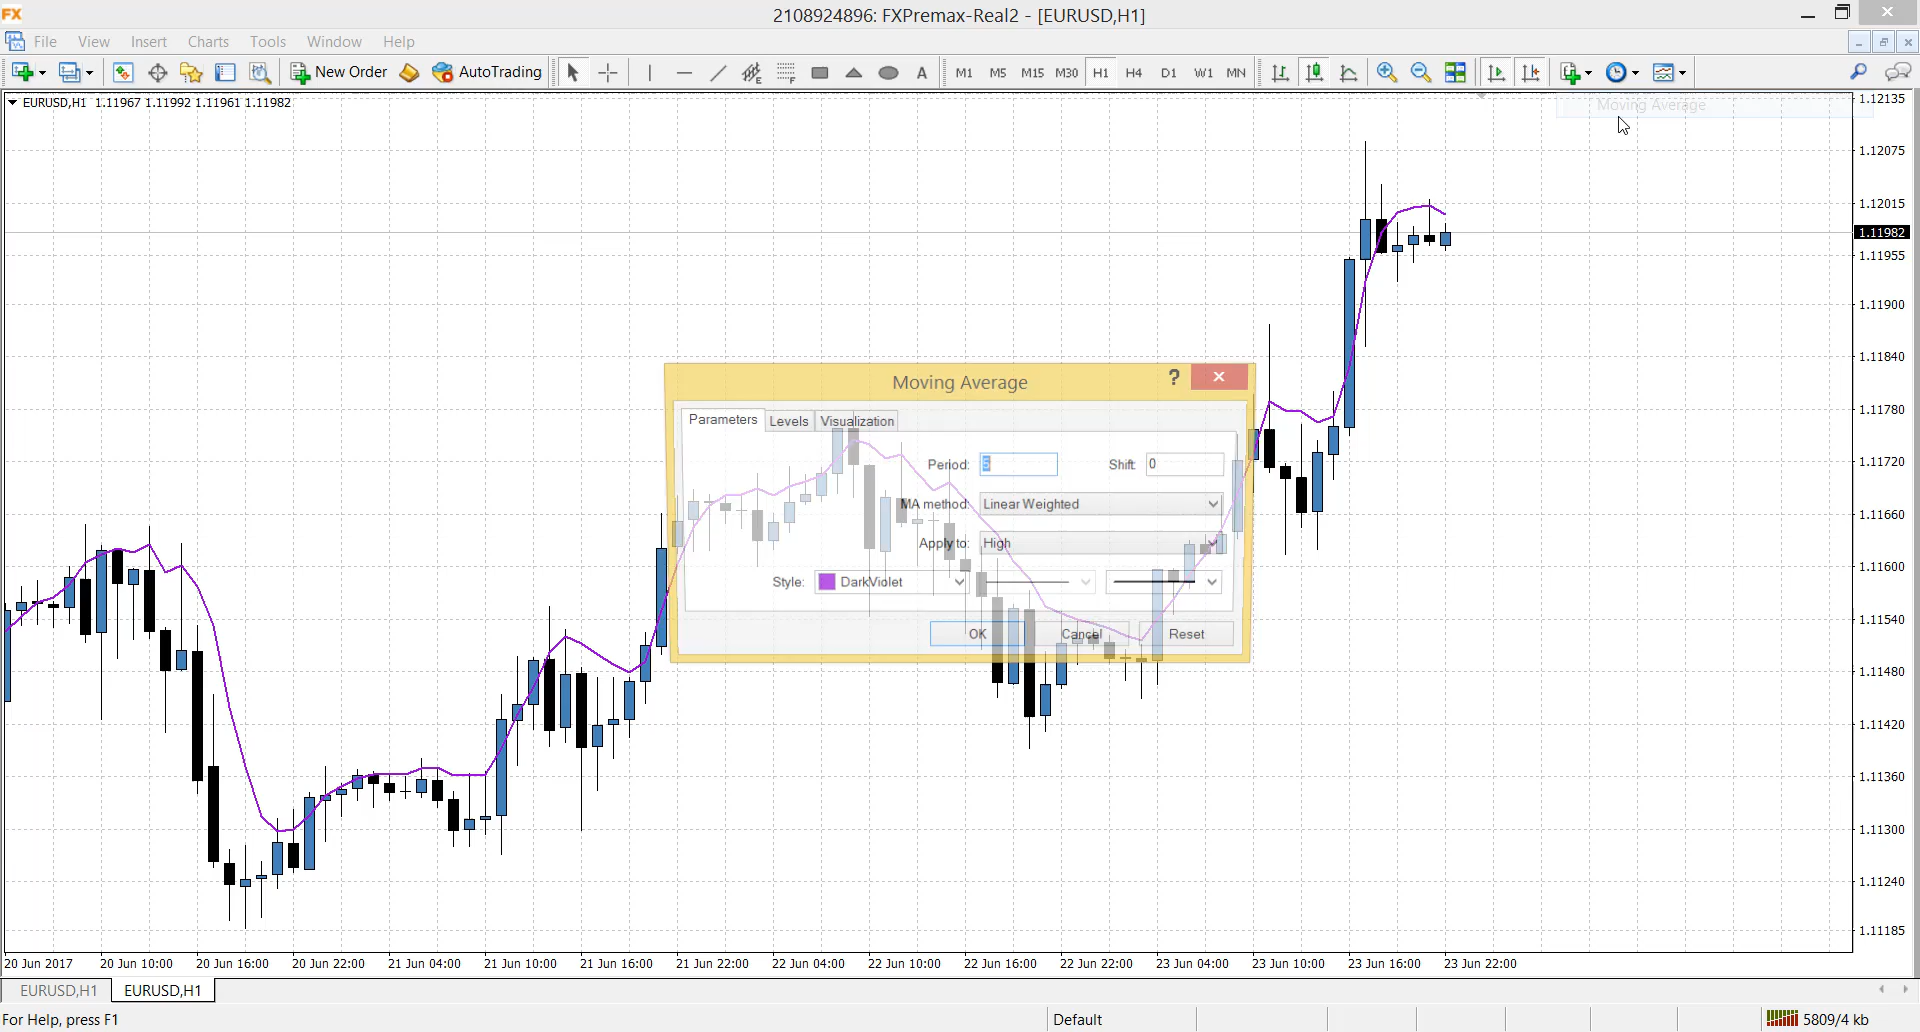 FX
2108924896: FXPremax-Real2 - [EURUSD,H1]
File View Insert Charts Tools Window Help
New Order AutoTrading A M1 M5 M15 M30 H1 H4 D1 W1 MN
EURUSD,H1 1.11967 1.11992 1.11961 1.11982
Moving Average
1.12135
1.12075
1.12015
1.11982
1.11955
1.11900
1.11840
1.11780
1.11720
1.11660
1.11600
1.11540
1.11480
1.11420
1.11360
1.11300
1.11240
1.11185
Moving Average
Parameters Levels Visualization
Period: 5 Shift: 0
MA method: Linear Weighted
Apply to: High
Style: DarkViolet
OK Cancel Reset
20 Jun 2017 20 Jun 10:00 20 Jun 16:00 20 Jun 22:00 21 Jun 04:00 21 Jun 10:00 21 Jun 16:00 21 Jun 22:00 22 Jun 04:00 22 Jun 10:00 22 Jun 16:00 22 Jun 22:00 23 Jun 04:00 23 Jun 10:00 23 Jun 16:00 23 Jun 22:00
EURUSD,H1 EURUSD,H1
For Help, press F1 Default 5809/4 kb